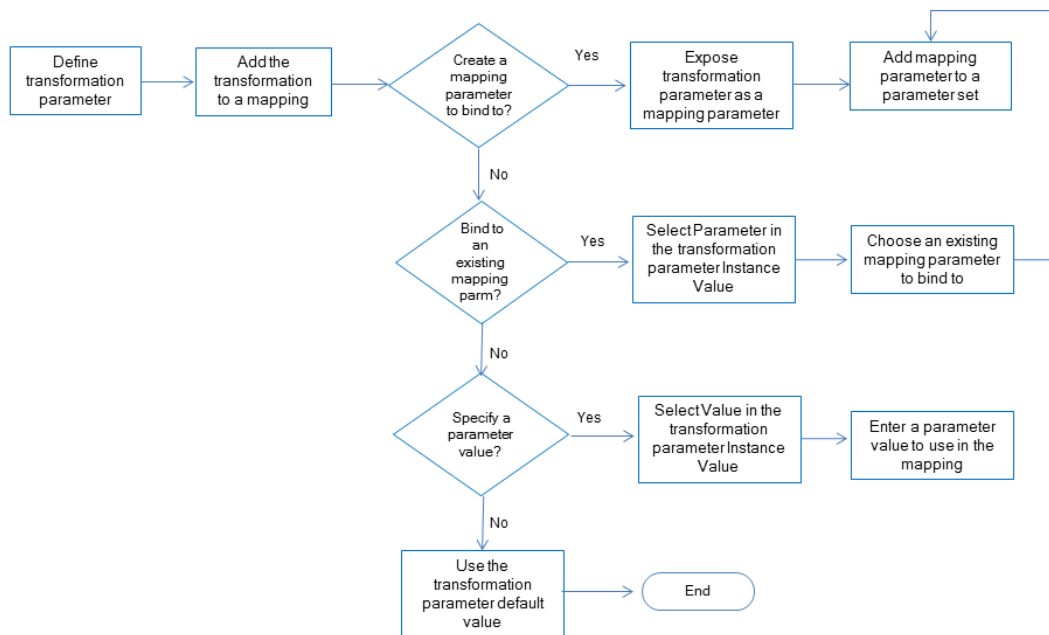 Define
transformation
parameter
Add the
transformation
to a mapping
Create a
mapping
parameter
to bind to?
Yes
Expose
transformation
parameter as a
mapping parameter
Add mapping
parameter to a
parameter set
No
Bind to
an
existing
mapping
parm?
Yes
Select Parameter in
the transformation
parameter Instance
Value
Choose an existing
mapping parameter
to bind to
No
Specify a
parameter
value?
Yes
Select Value in the
transformation
parameter Instance
Value
Enter a parameter
value to use in the
mapping
No
Use the
transformation
parameter default
value
End